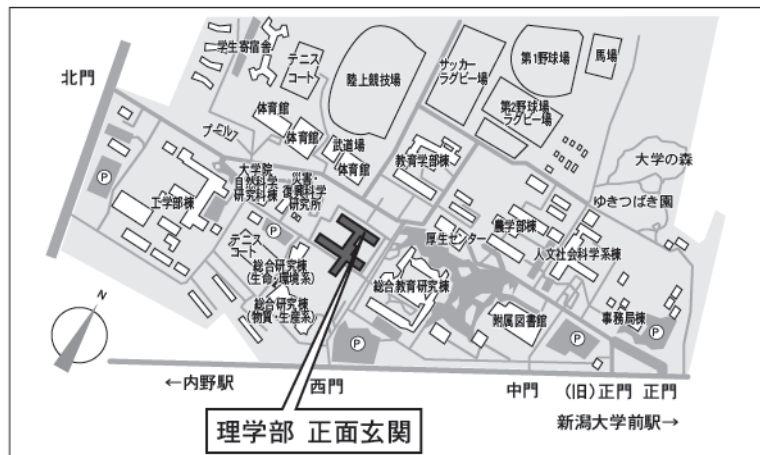 学生寄宿舎
テニス
コート
陸上競技場
サッカー
ラグビー場
第1野球場
馬場
第2野球場
ラグビー場
北門
プール
体育館
体育館
武道場
体育館
教育学部棟
大学の森
ゆきつばき園
大学院
自然科学
研究科棟
災害・
復興科学
研究所
工学部棟
P
テニス
コート
P
総合研究棟
(生命・環境系)
総合研究棟
(物質・生産系)
厚生センター
農学部棟
人文社会科学系棟
総合教育研究棟
附属図書館
事務局棟
P
P
P
N
←内野駅
西門
中門
(旧)正門
正門
新潟大学前駅→
理学部 正面玄関